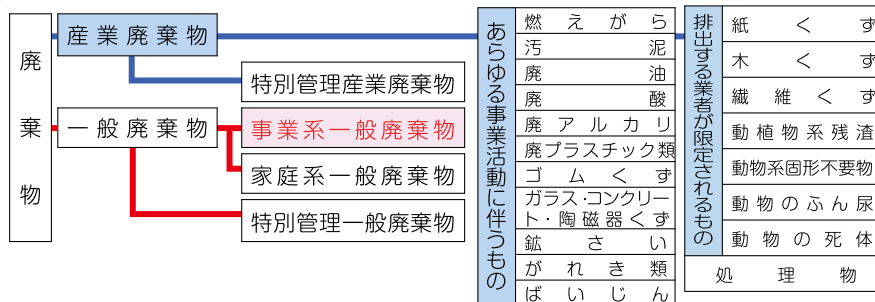 廃棄物
産業廃棄物
特別管理産業廃棄物
一般廃棄物
事業系一般廃棄物
家庭系一般廃棄物
特別管理一般廃棄物
あらゆる事業活動に伴うもの
燃えがら
汚泥
廃油
廃酸
廃アルカリ
廃プラスチック類
ゴムくず
ガラス・コンクリー
ト・陶磁器くず
鉱さい
がれき類
ばいじん
排出する業者が限定されるもの
紙くず
木くず
繊維くず
動植物系残渣
動物系固形不要物
動物のふん尿
動物の死体
処理物